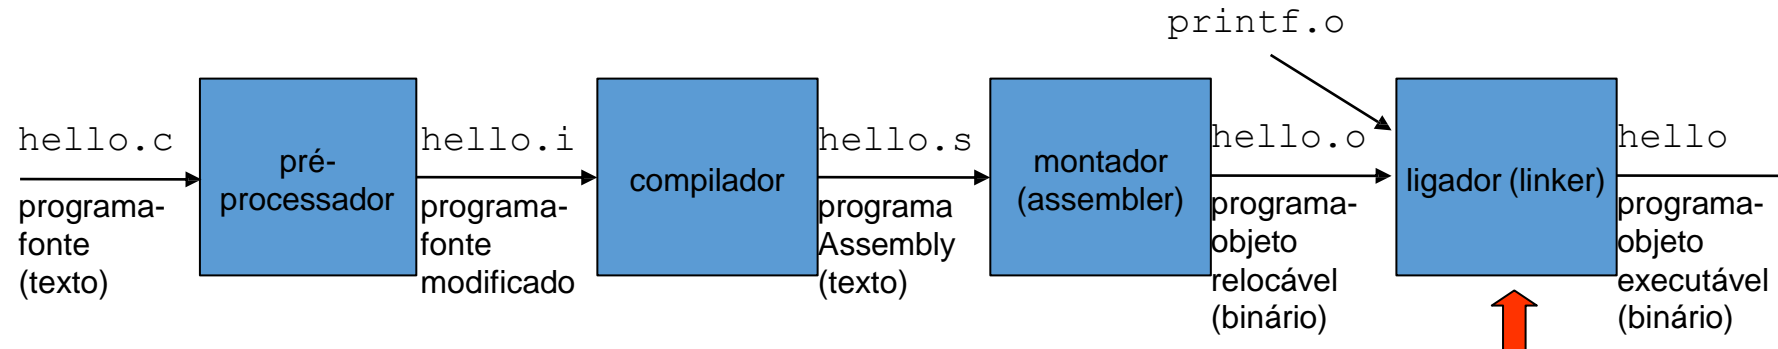 printf.o
hello.c
programa-
fonte
(texto)
pré-
processador
hello.i
programa-
fonte
modificado
compilador
hello.s
programa
Assembly
(texto)
montador
(assembler)
hello.o
programa-
objeto
relocável
(binário)
ligador (linker)
hello
programa-
objeto
executável
(binário)